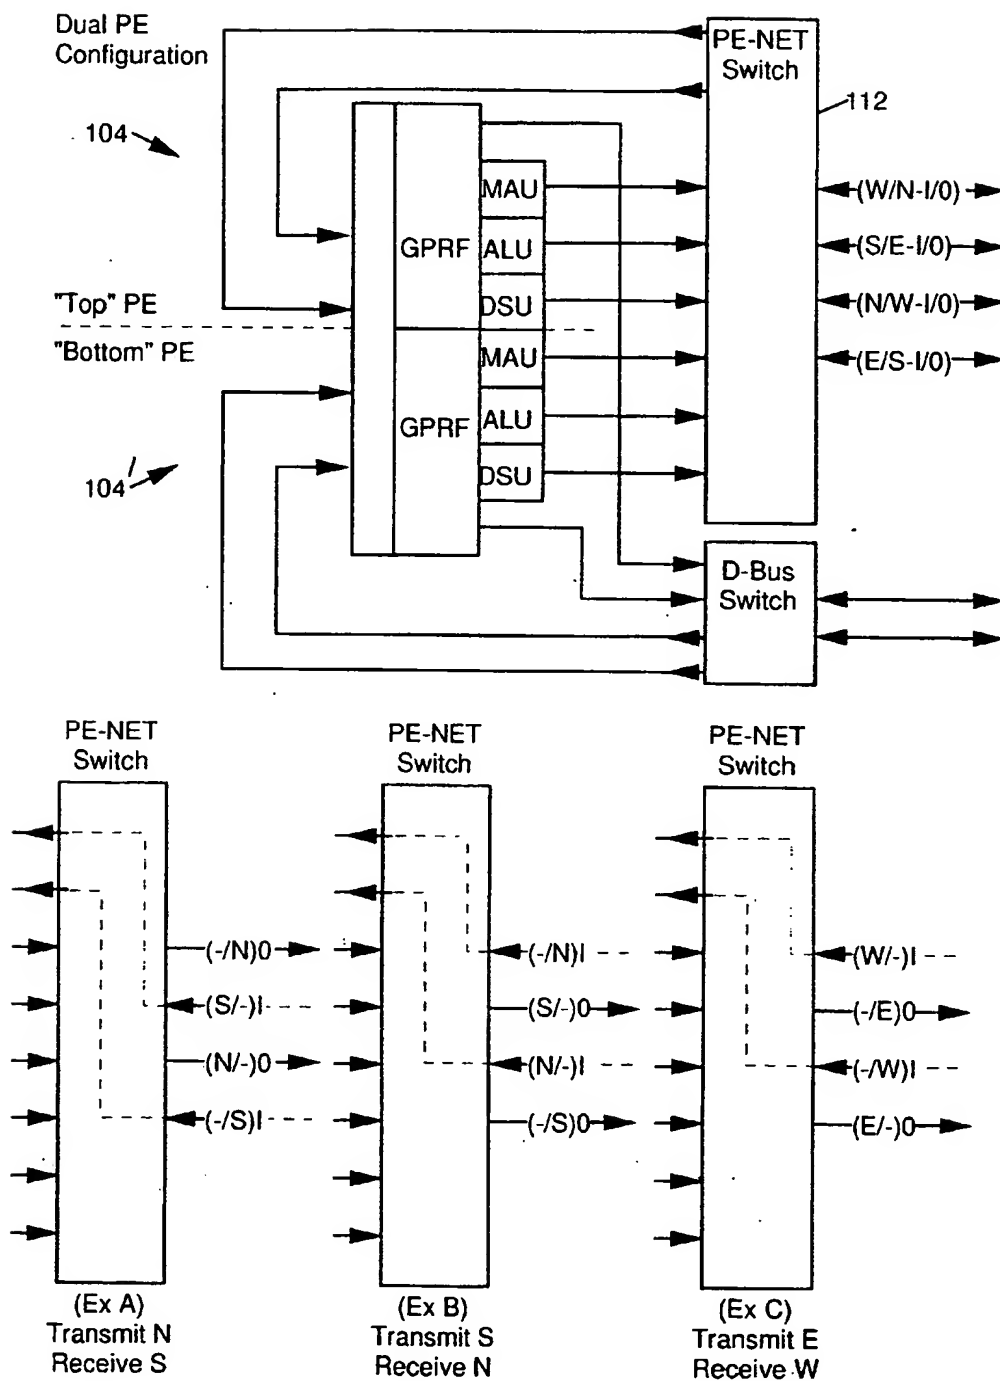 Dual PE
Configuration
PE-NET
Switch
112
104
MAU
(W/N-I/0)
GPRF
ALU
(S/E-I/0)
"Top" PE
DSU
(N/W-I/0)
"Bottom" PE
MAU
(E/S-I/0)
GPRF
ALU
104'
DSU
D-Bus
Switch
PE-NET
Switch
PE-NET
Switch
PE-NET
Switch
(-/N)0
(S/-)I
(N/-)0
(-/S)I
(-/N)I
(S/-)0
(N/-)I
(-/S)0
(W/-)I
(-/E)0
(-/W)I
(E/-)0
(Ex A)
Transmit N
Receive S
(Ex B)
Transmit S
Receive N
(Ex C)
Transmit E
Receive W